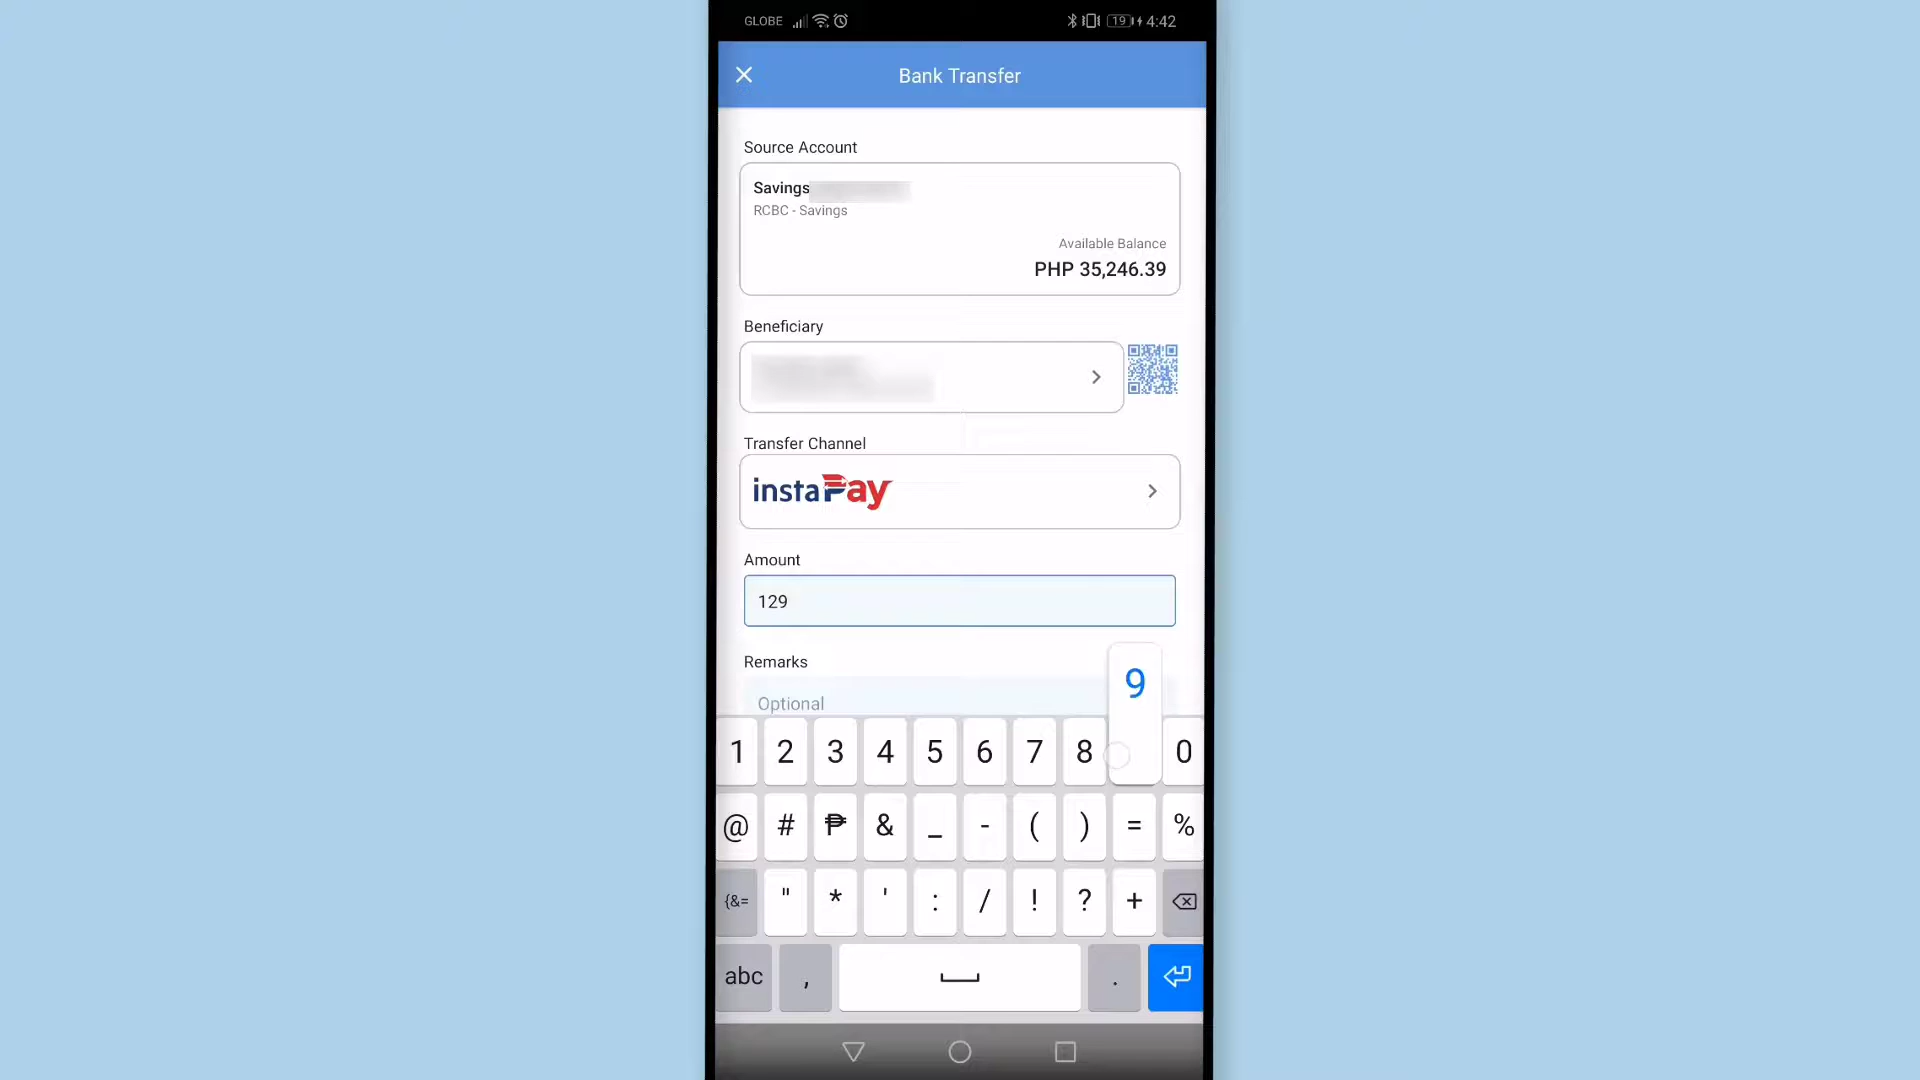 GLOBE
19 4:42
Bank Transfer
Source Account
Savings
RCBC - Savings
Available Balance
PHP 35,246.39
Beneficiary
Transfer Channel
instaPay
Amount
129
Remarks
9
Optional
1 2 3 4 5 6 7 8 0
@ # ₱ & _ - ( ) = %
{&= " * ' : / ! ? +
abc , .